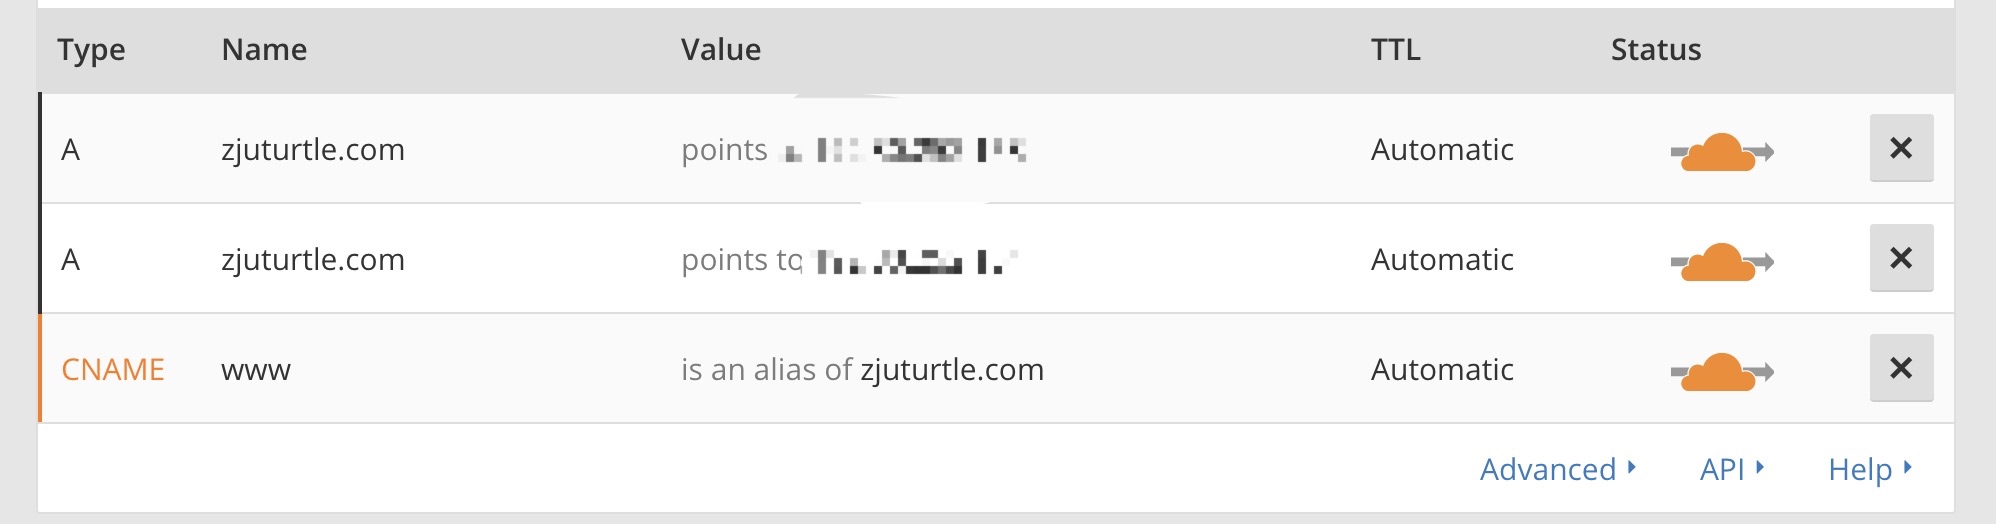 Type Name Value TTL Status
A zjuturtle.com points Automatic
A zjuturtle.com points to Automatic
CNAME www is an alias of zjuturtle.com Automatic
Advanced API Help